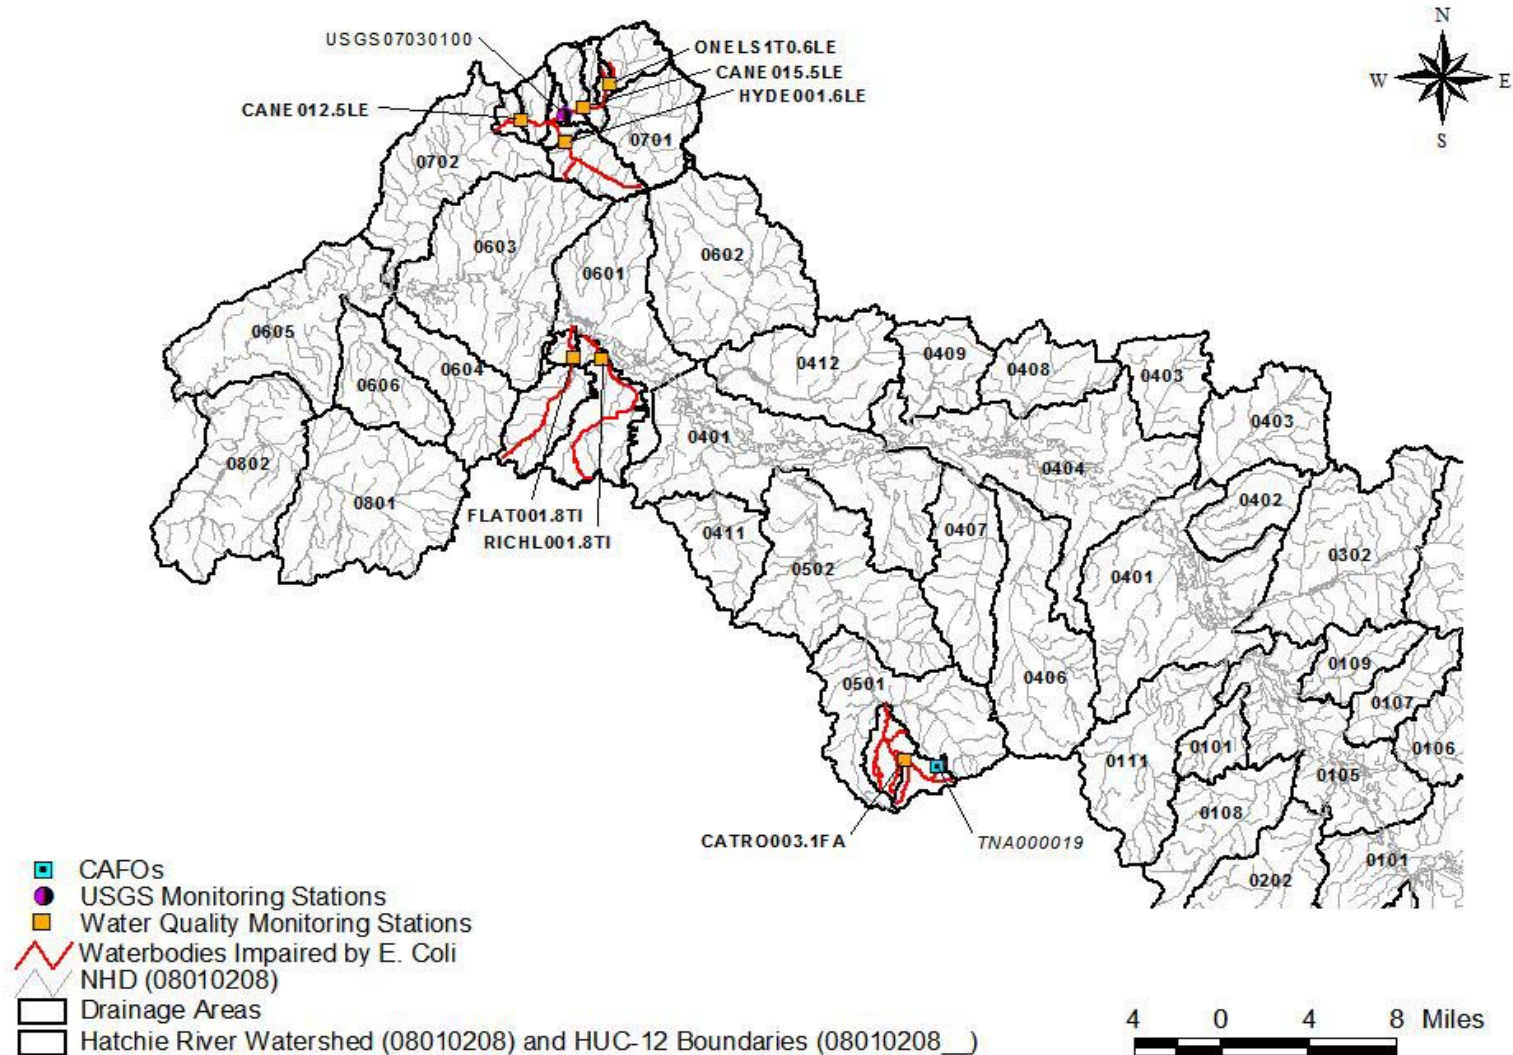 N
USGS07030100
ONELS1T0.6LE
CANE015.5LE
W
E
HYDE001.6LE
CANE012.5LE
S
0701
0702
0603
0602
0601
0605
0412
0409
0408
0403
0604
0606
0403
0401
0404
0802
0801
0402
FLAT001.8TI
0411
0407
RICHL001.8TI
0302
0502
0401
0109
0406
0501
0107
0101
0106
0111
0105
0108
CATRO003.1FA
TNA000019
0101
0202
CAFOs
USGS Monitoring Stations
Water Quality Monitoring Stations
Waterbodies Impaired by E. Coli
NHD (08010208)
Drainage Areas
Hatchie River Watershed (08010208) and HUC-12 Boundaries (08010208__)
4 0 4 8 Miles